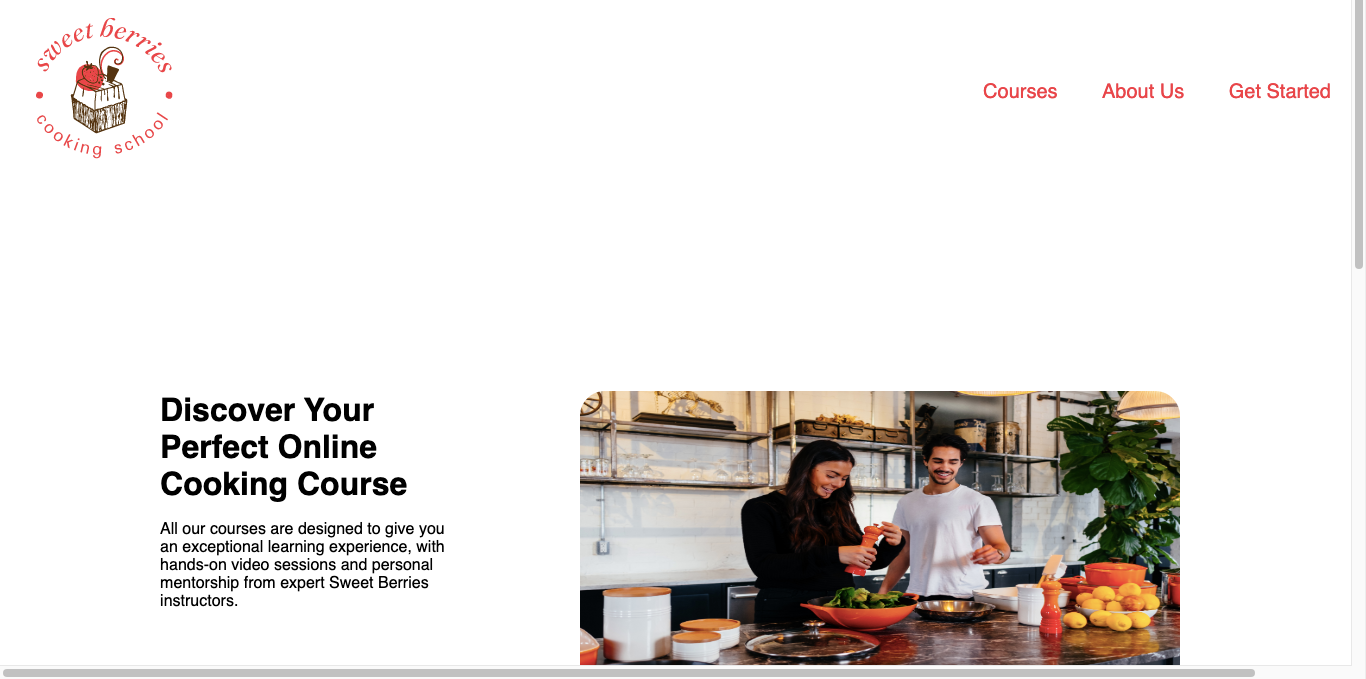 sweet berries
cooking school
Courses
About Us
Get Started
Discover Your
Perfect Online
Cooking Course
All our courses are designed to give you
an exceptional learning experience, with
hands-on video sessions and personal
mentorship from expert Sweet Berries
instructors.